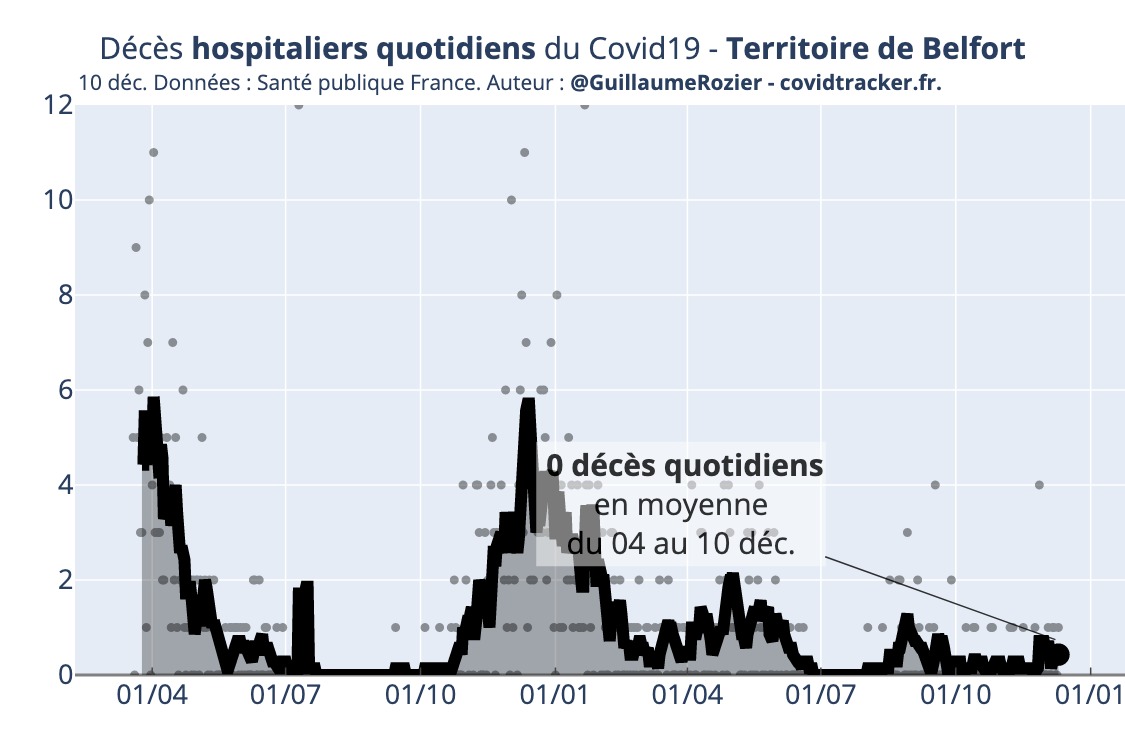 Décès hospitaliers quotidiens du Covid19 - Territoire de Belfort
10 déc. Données : Santé publique France. Auteur : @GuillaumeRozier - covidtracker.fr.
12
10
8
6
4
2
0
0 décès quotidiens
en moyenne
du 04 au 10 déc.
01/04 01/07 01/10 01/01 01/04 01/07 01/10 01/01